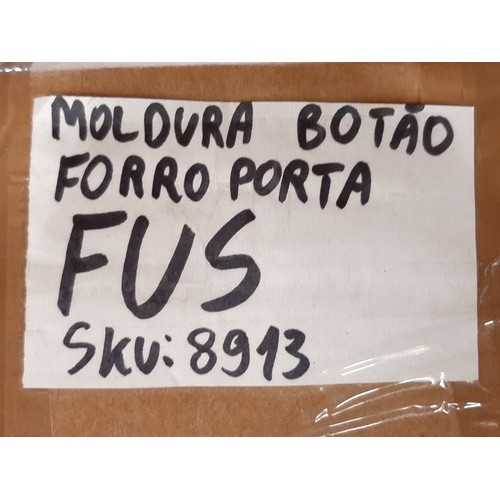 MOLDURA BOTÃO
FORRO PORTA
FUS
SKU: 8913